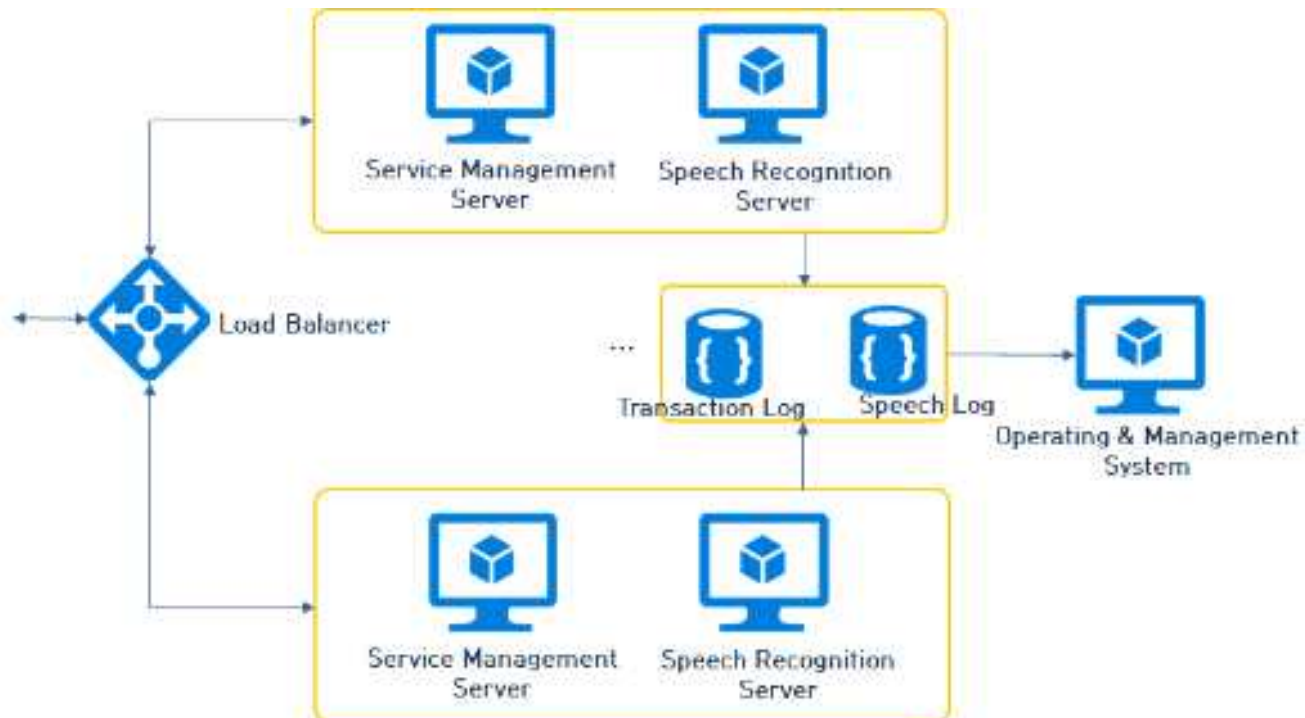 Service Management
Server
Speech Recognition
Server
Load Balancer
...
Transaction Log
Speech Log
Operating & Management
System
Service Management
Server
Speech Recognition
Server